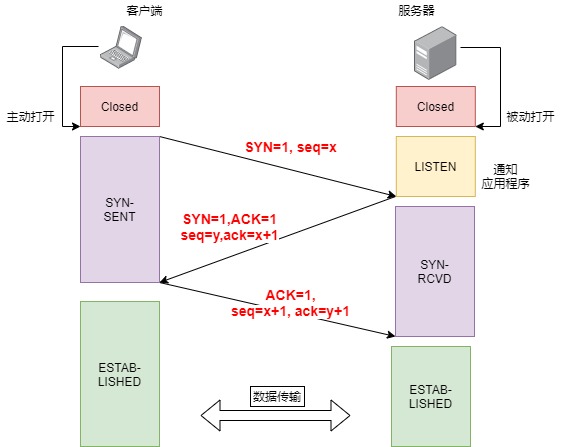 客户端
服务器
主动打开
Closed
Closed
被动打开
SYN=1, seq=x
LISTEN
通知
应用程序
SYN-
SENT
SYN=1,ACK=1
seq=y,ack=x+1
SYN-
RCVD
ACK=1,
seq=x+1, ack=y+1
ESTAB-
LISHED
数据传输
ESTAB-
LISHED